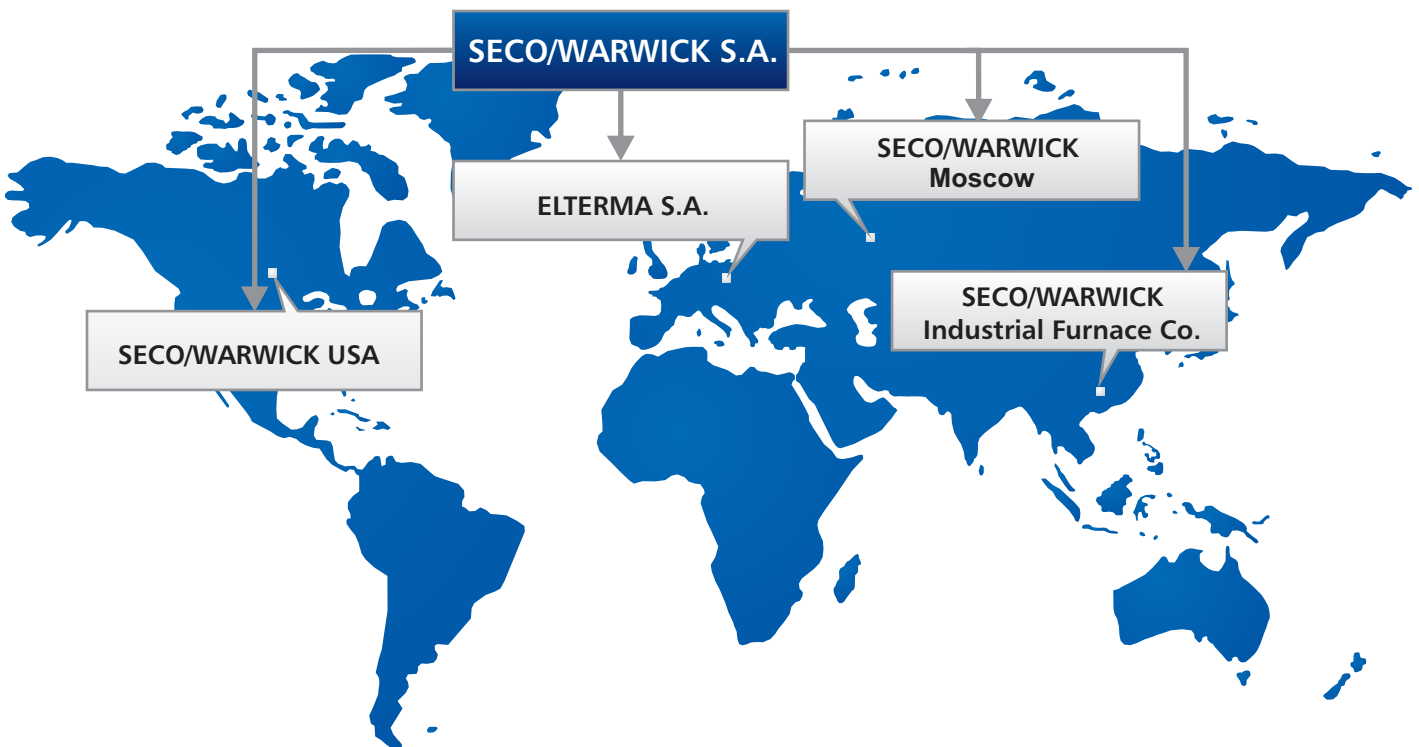 SECO/WARWICK S.A.
SECO/WARWICK
Moscow
ELTERMA S.A.
SECO/WARWICK
Industrial Furnace Co.
SECO/WARWICK USA